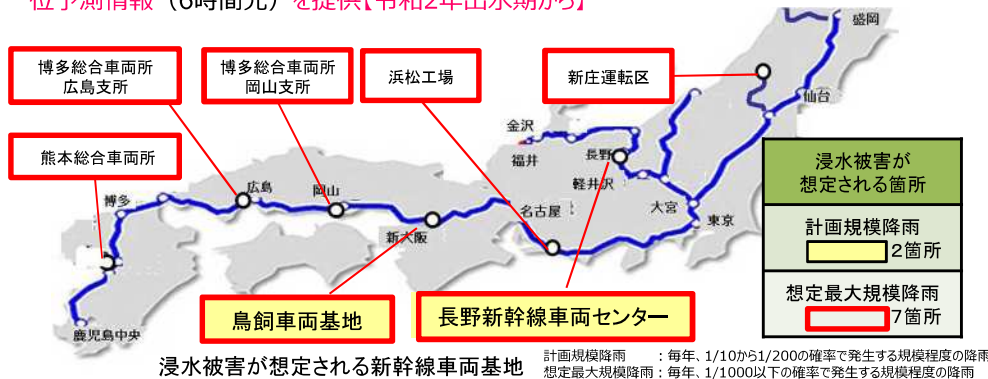 位予測情報（6時間先）を提供【令和2年出水期から】
盛岡
博多総合車両所
広島支所
博多総合車両所
岡山支所
浜松工場
新庄運転区
仙台
金沢
福井
長野
軽井沢
熊本総合車両所
浸水被害が
想定される箇所
博多
広島
岡山
新大阪
名古屋
大宮
東京
計画規模降雨
2箇所
想定最大規模降雨
7箇所
鳥飼車両基地
長野新幹線車両センター
鹿児島中央
浸水被害が想定される新幹線車両基地
計画規模降雨　：毎年、1/10から1/200の確率で発生する規模程度の降雨
想定最大規模降雨：毎年、1/1000以下の確率で発生する規模程度の降雨